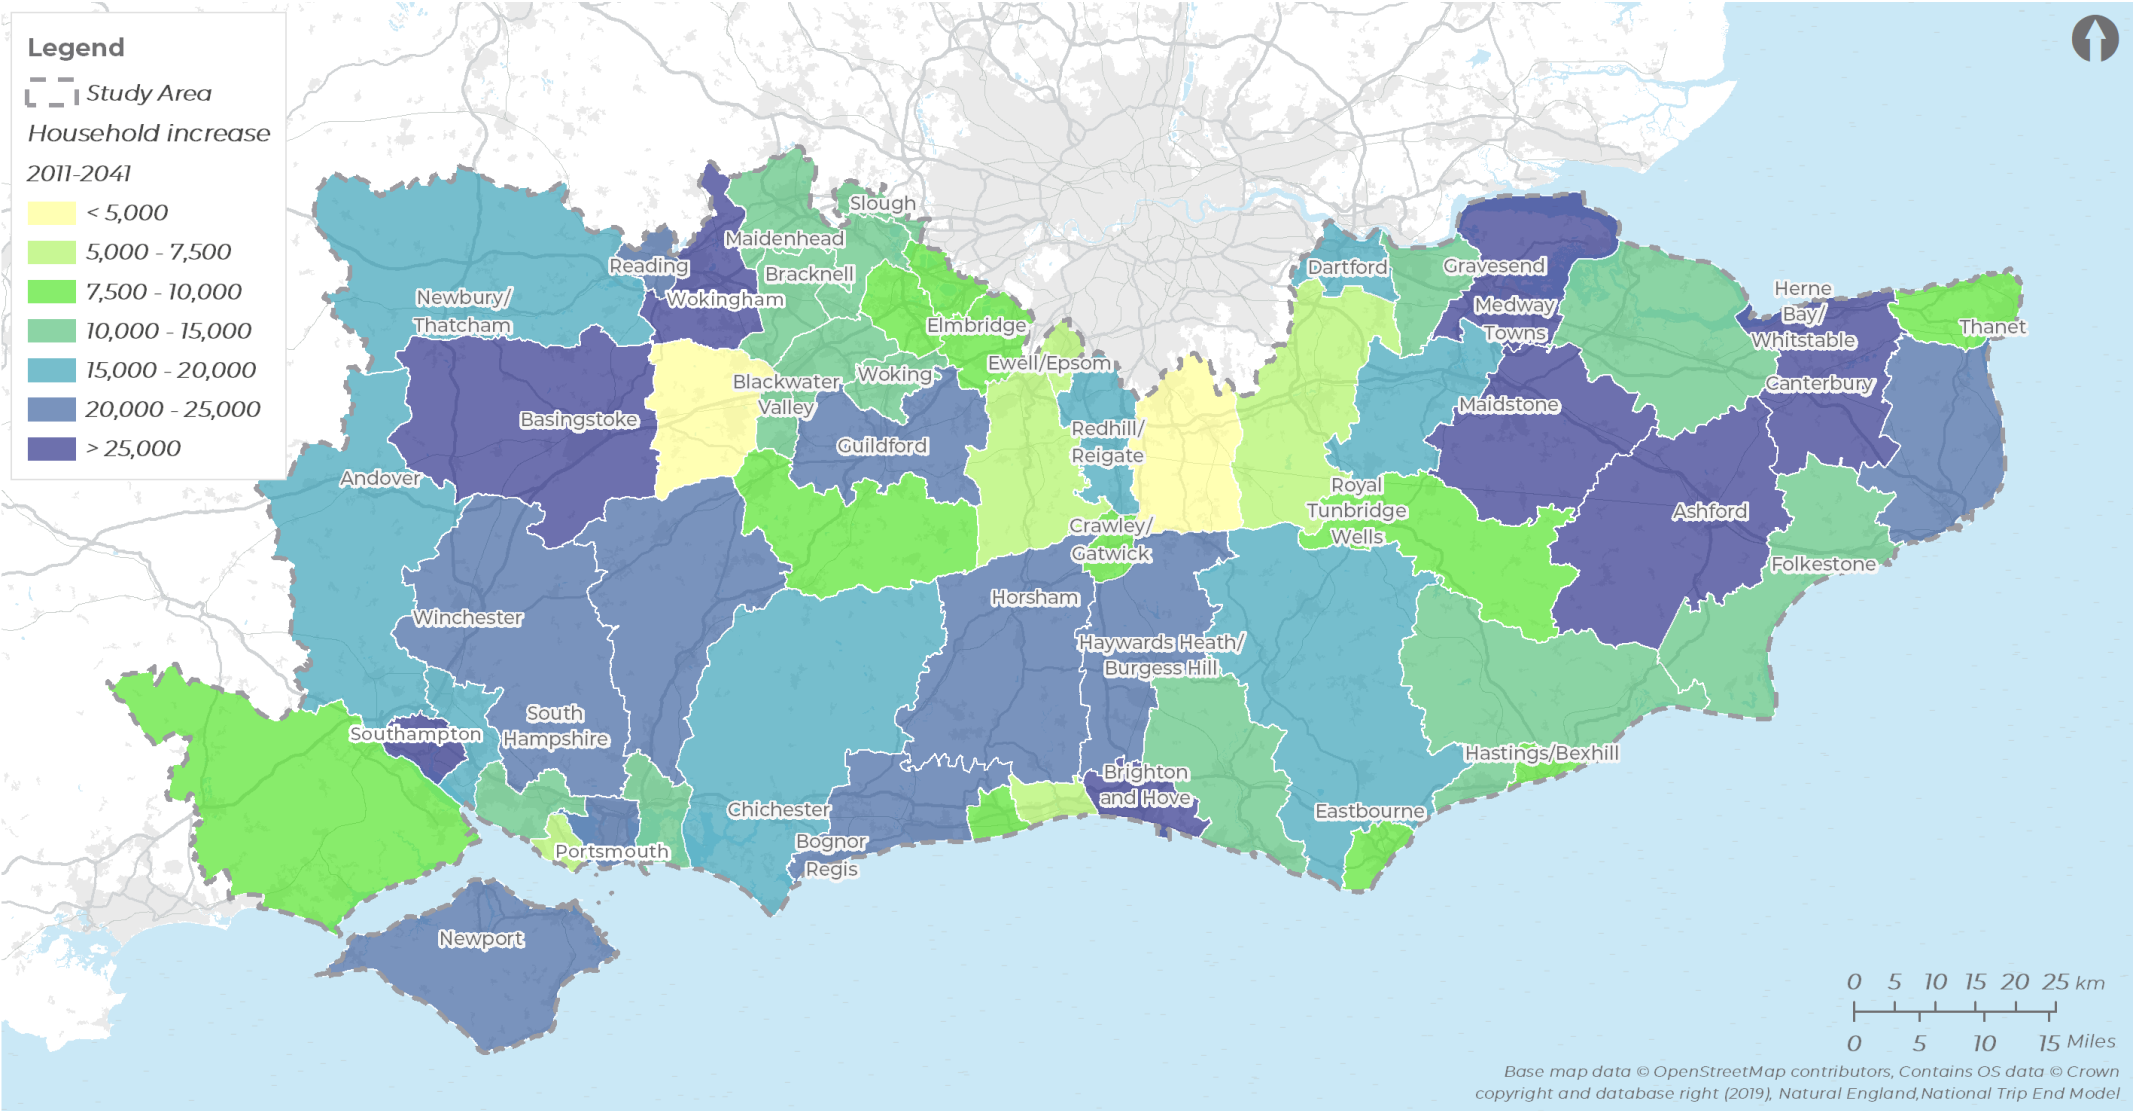 Legend
Study Area
Household increase
2011-2041
< 5,000
5,000 - 7,500
7,500 - 10,000
10,000 - 15,000
15,000 - 20,000
20,000 - 25,000
> 25,000
Slough
Maidenhead
Reading
Bracknell
Wokingham
Newbury/
Thatcham
Elmbridge
Ewell/Epsom
Woking
Blackwater
Valley
Basingstoke
Guildford
Andover
Redhill/
Reigate
Dartford
Gravesend
Medway
Towns
Herne
Bay/
Whitstable
Thanet
Canterbury
Maidstone
Royal
Tunbridge
Wells
Ashford
Folkestone
Crawley/
Gatwick
Horsham
Winchester
Haywards Heath/
Burgess Hill
South
Hampshire
Southampton
Hastings/Bexhill
Brighton
and Hove
Chichester
Eastbourne
Bognor
Regis
Portsmouth
Newport
0 5 10 15 20 25 km
0 5 10 15 Miles
Base map data © OpenStreetMap contributors, Contains OS data © Crown
copyright and database right (2019), Natural England,National Trip End Model